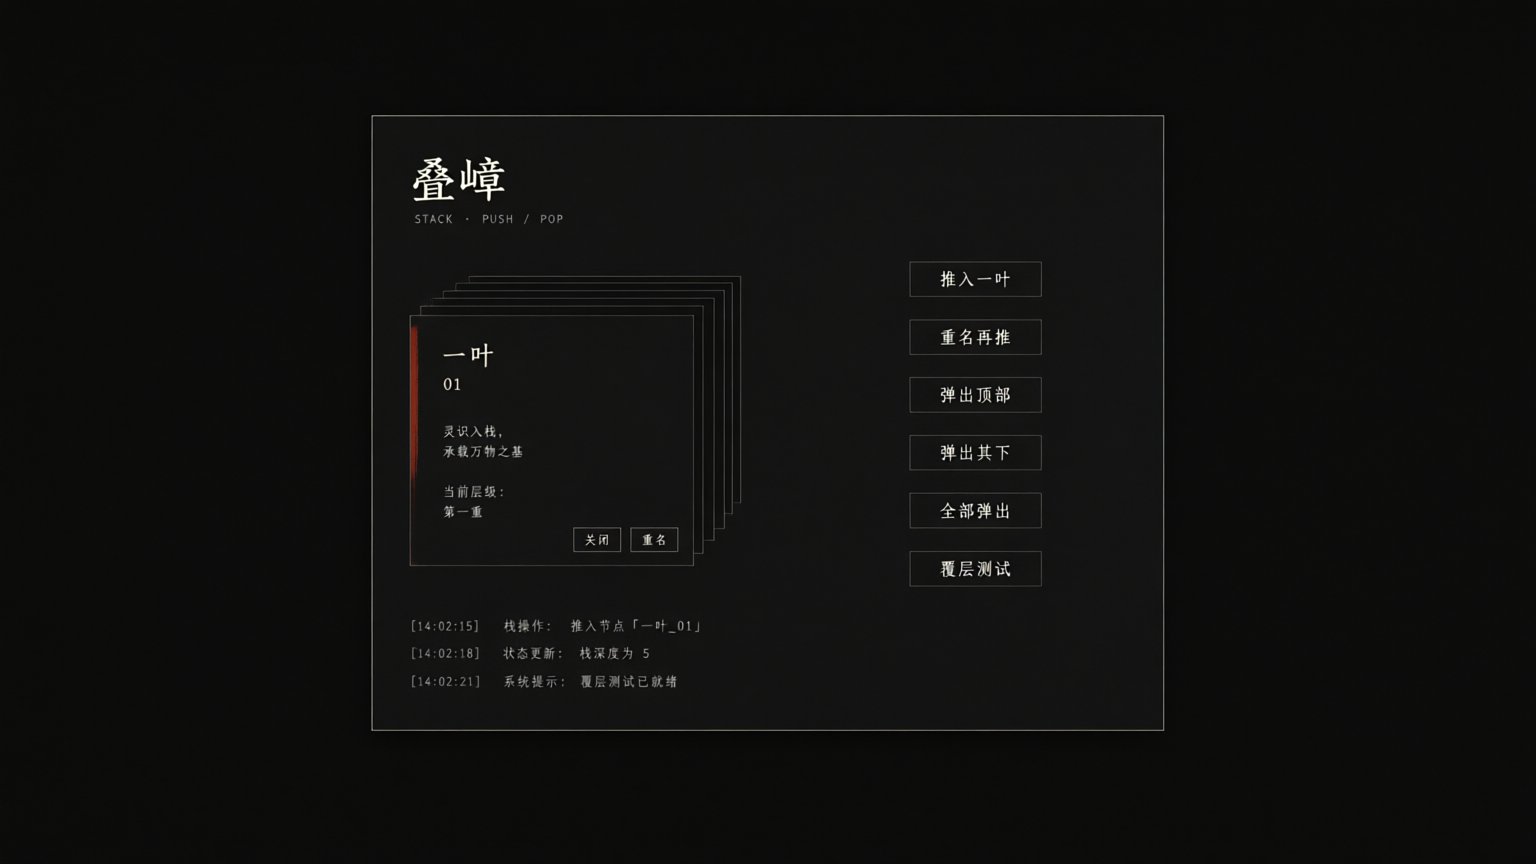 叠嶂
STACK · PUSH / POP
一叶
01
灵识入栈，
承载万物之基
当前层级：
第一重
关闭
重名
推入一叶
重名再推
弹出顶部
弹出其下
全部弹出
覆层测试
[14:02:15] 栈操作： 推入节点「一叶_01」
[14:02:18] 状态更新： 栈深度为 5
[14:02:21] 系统提示： 覆层测试已就绪